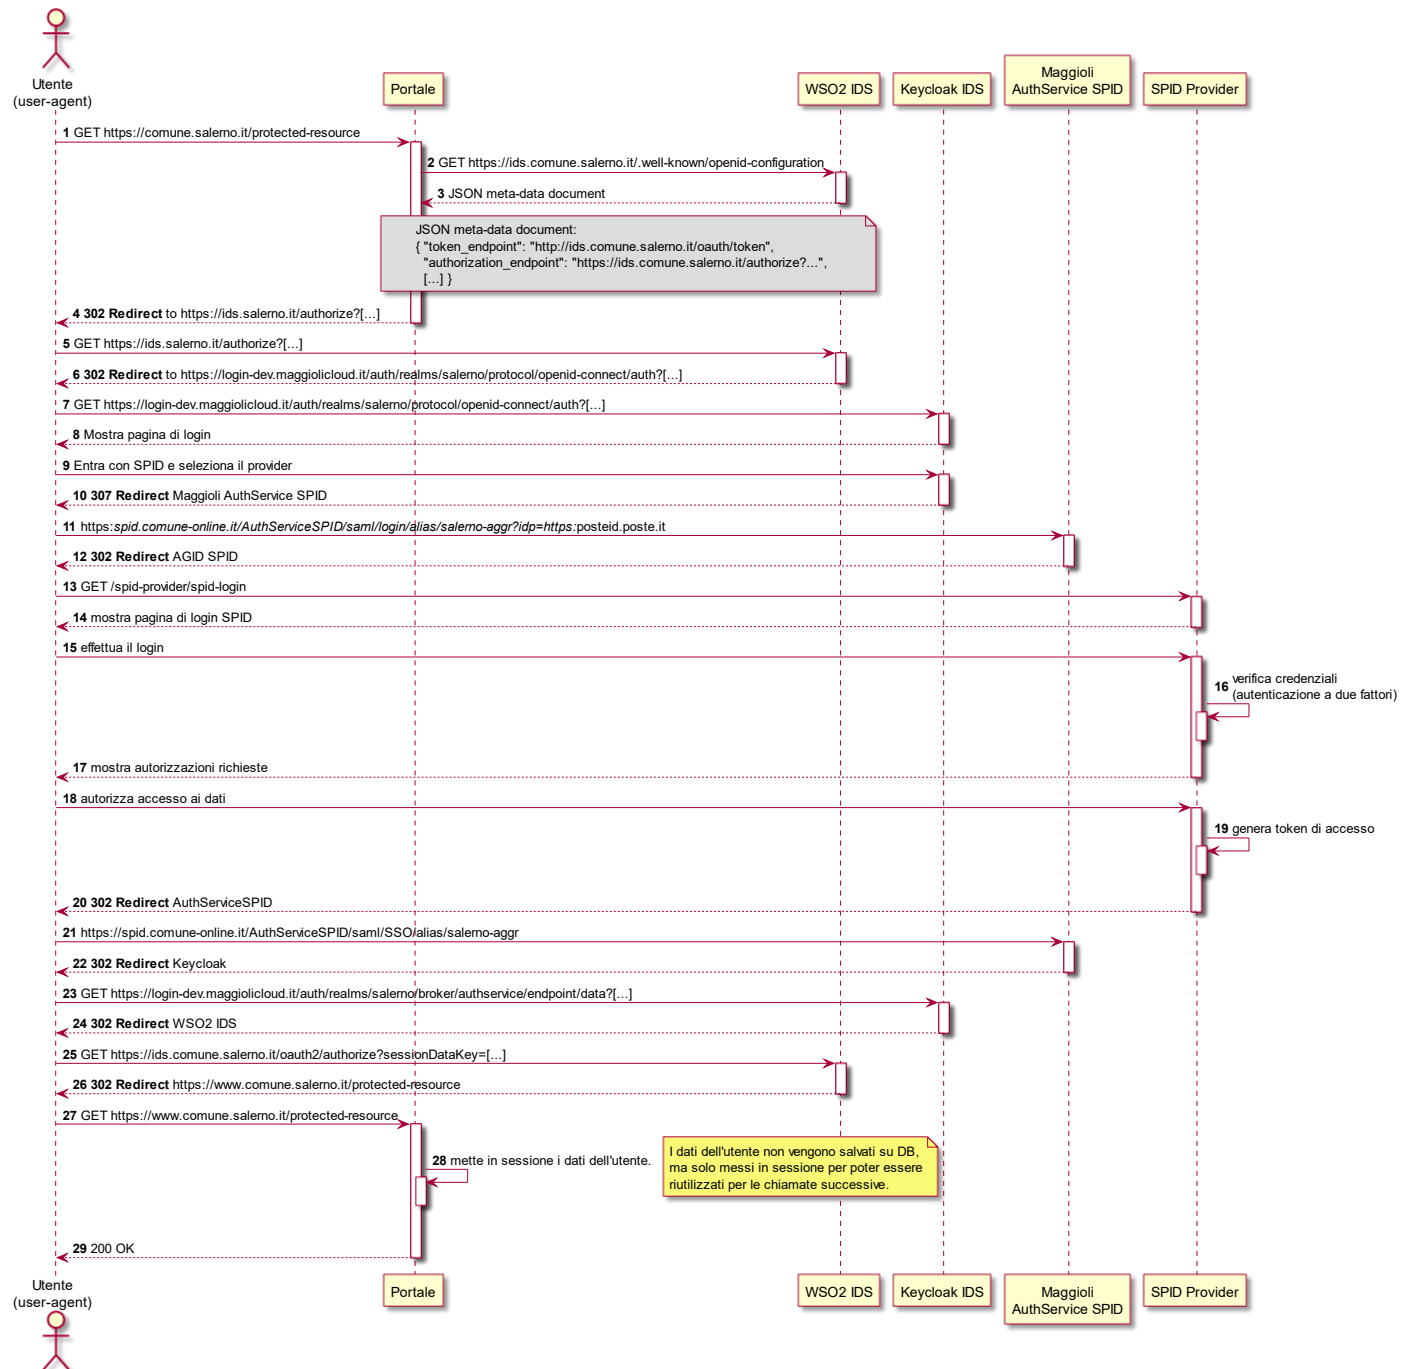 Utente
(user-agent)
Portale
WSO2 IDS
Keycloak IDS
Maggioli
AuthService SPID
SPID Provider
1 GET https://comune.salerno.it/protected-resource
2 GET https://ids.comune.salerno.it/.well-known/openid-configuration
3 JSON meta-data document
JSON meta-data document:
{ "token_endpoint": "http://ids.comune.salerno.it/oauth/token",
"authorization_endpoint": "https://ids.comune.salerno.it/authorize?...",
[...] }
4 302 Redirect to https://ids.salerno.it/authorize?[...]
5 GET https://ids.salerno.it/authorize?[...]
6 302 Redirect to https://login-dev.maggiolicloud.it/auth/realms/salerno/protocol/openid-connect/auth?[...]
7 GET https://login-dev.maggiolicloud.it/auth/realms/salerno/protocol/openid-connect/auth?[...]
8 Mostra pagina di login
9 Entra con SPID e seleziona il provider
10 307 Redirect Maggioli AuthService SPID
11 https:spid.comune-online.it/AuthServiceSPID/saml/login/alias/salerno-aggr?idp=https:posteid.poste.it
12 302 Redirect AGID SPID
13 GET /spid-provider/spid-login
14 mostra pagina di login SPID
15 effettua il login
16 verifica credenziali
(autenticazione a due fattori)
17 mostra autorizzazioni richieste
18 autorizza accesso ai dati
19 genera token di accesso
20 302 Redirect AuthServiceSPID
21 https://spid.comune-online.it/AuthServiceSPID/saml/SSO/alias/salerno-aggr
22 302 Redirect Keycloak
23 GET https://login-dev.maggiolicloud.it/auth/realms/salerno/broker/authservice/endpoint/data?[...]
24 302 Redirect WSO2 IDS
25 GET https://ids.comune.salerno.it/oauth2/authorize?sessionDataKey=[...]
26 302 Redirect https://www.comune.salerno.it/protected-resource
27 GET https://www.comune.salerno.it/protected-resource
28 mette in sessione i dati dell'utente.
I dati dell'utente non vengono salvati su DB,
ma solo messi in sessione per poter essere
riutilizzati per le chiamate successive.
29 200 OK
Utente
(user-agent)
Portale
WSO2 IDS
Keycloak IDS
Maggioli
AuthService SPID
SPID Provider